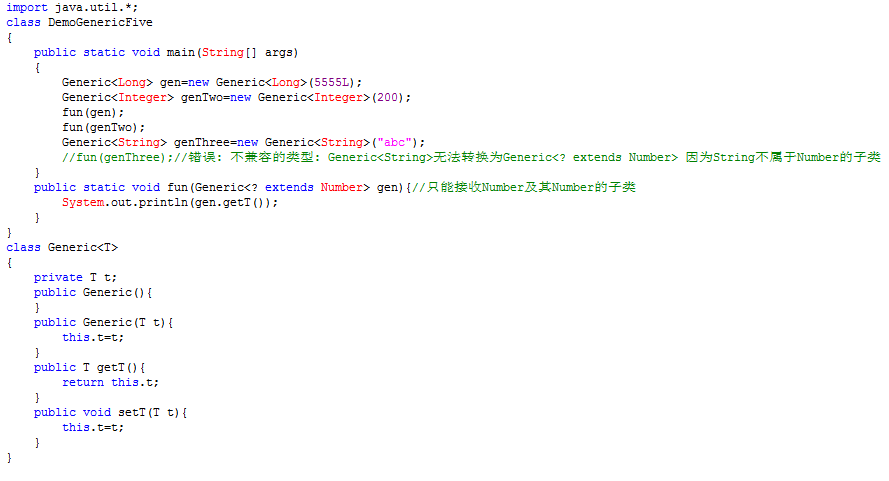 import java.util.*;
class DemoGenericFive
{
    public static void main(String[] args)
    {
        Generic<Long> gen=new Generic<Long>(5555L);
        Generic<Integer> genTwo=new Generic<Integer>(200);
        fun(gen);
        fun(genTwo);
        Generic<String> genThree=new Generic<String>("abc");
        //fun(genThree);//错误: 不兼容的类型: Generic<String>无法转换为Generic<? extends Number> 因为String不属于Number的子类
    }
    public static void fun(Generic<? extends Number> gen){//只能接收Number及其Number的子类
        System.out.println(gen.getT());
    }
}
class Generic<T>
{
    private T t;
    public Generic(){
    }
    public Generic(T t){
        this.t=t;
    }
    public T getT(){
        return this.t;
    }
    public void setT(T t){
        this.t=t;
    }
}